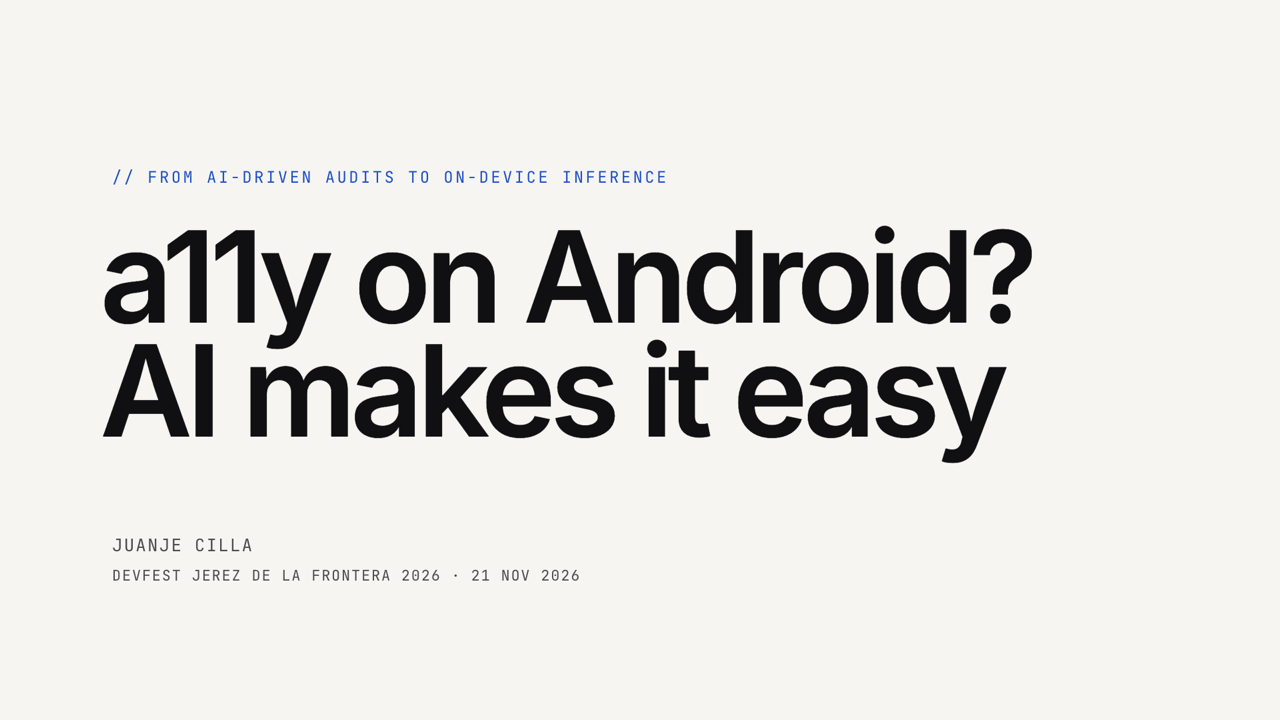 // FROM AI-DRIVEN AUDITS TO ON-DEVICE INFERENCE
a11y on Android?
AI makes it easy
JUANJE CILLA
DEVFEST JEREZ DE LA FRONTERA 2026 · 21 NOV 2026